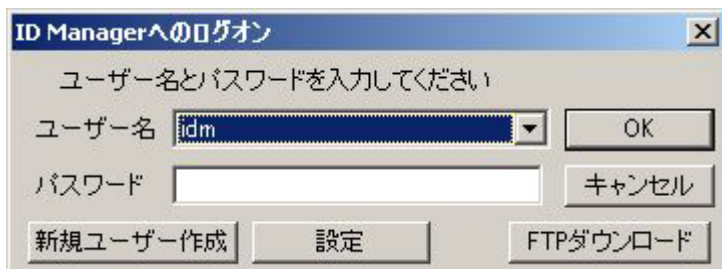 ID Managerへのログオン
ユーザー名とパスワードを入力してください
ユーザー名 idm OK
パスワード キャンセル
新規ユーザー作成 設定 FTPダウンロード